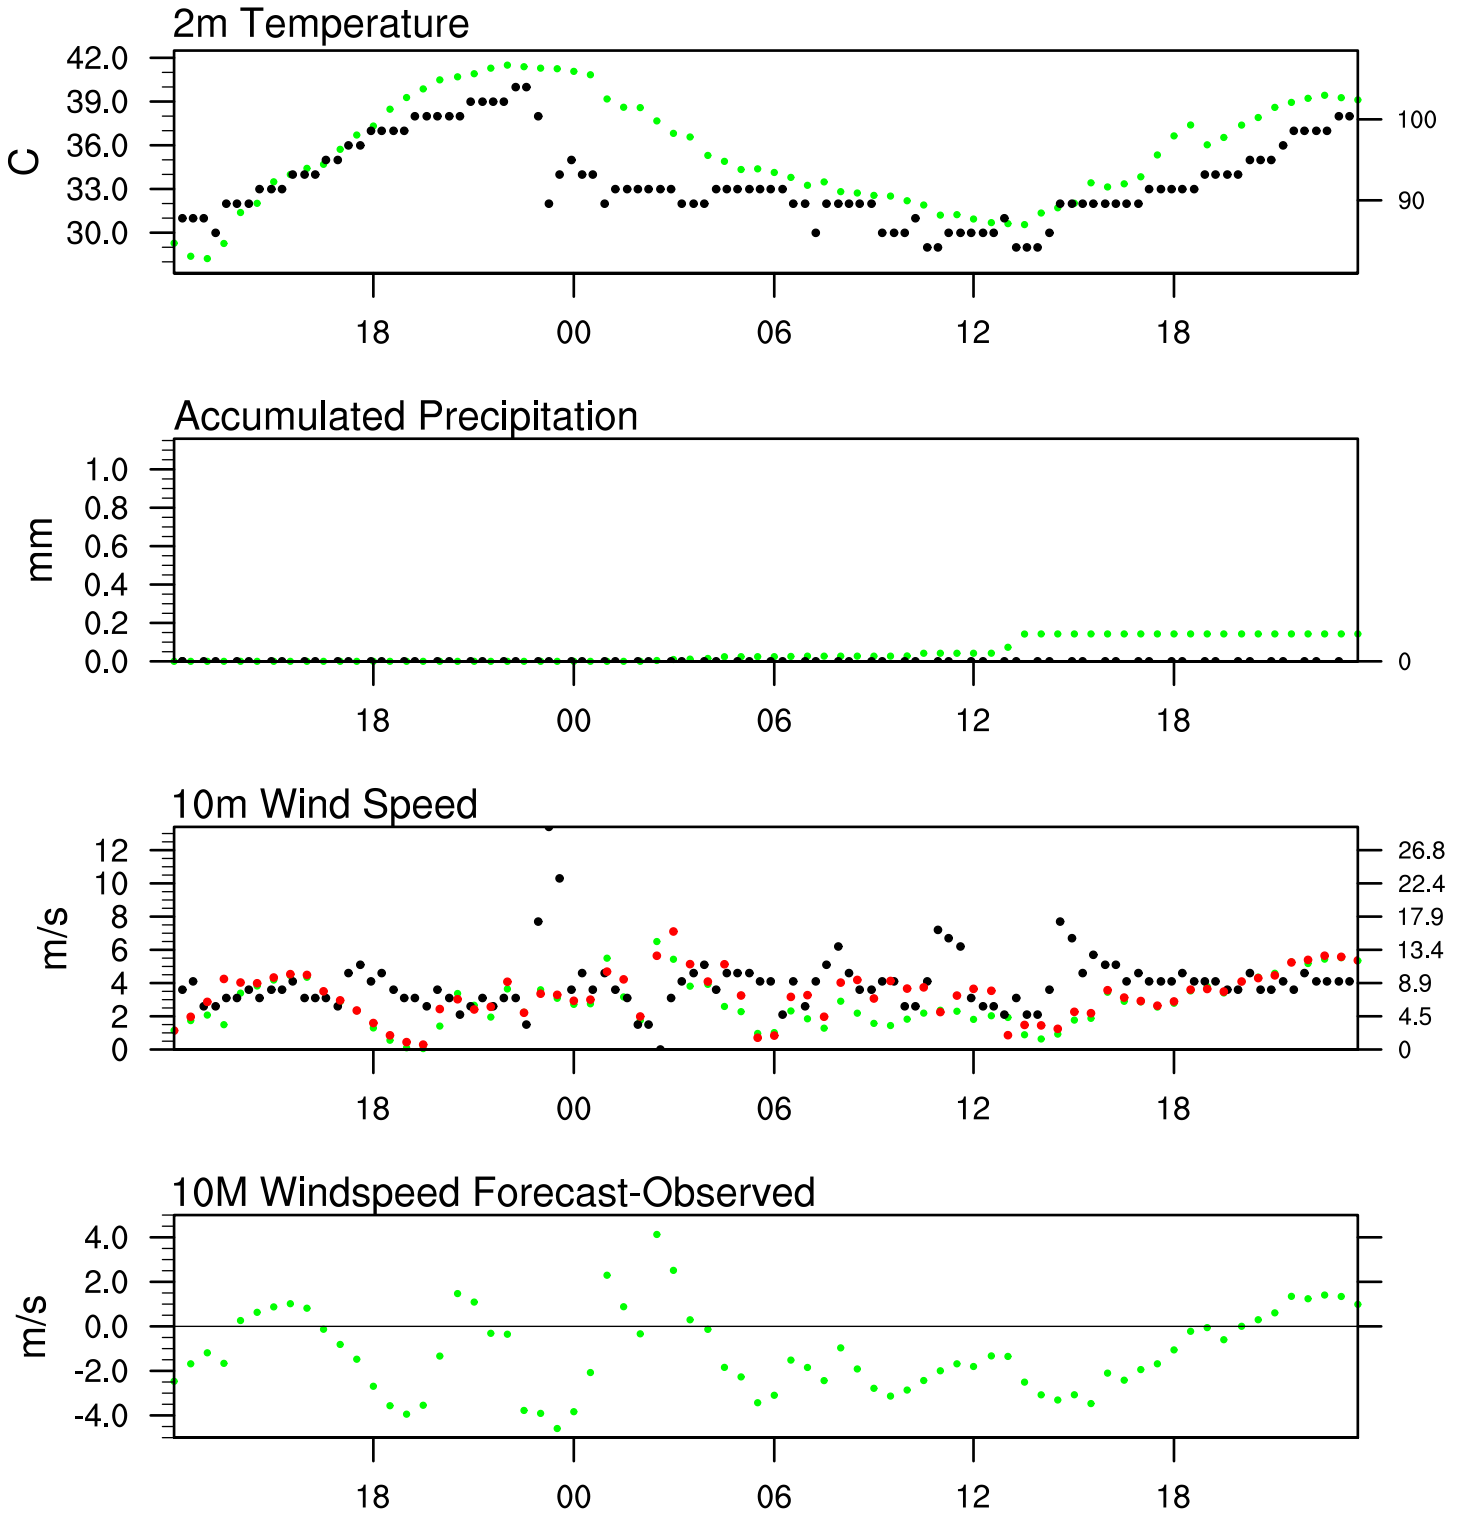 2m Temperature
42.0
39.0
36.0
33.0
30.0
C
100
90
18 00 06 12 18
Accumulated Precipitation
1.0
0.8
0.6
0.4
0.2
0.0
mm
0
18 00 06 12 18
10m Wind Speed
12
10
8
6
4
2
0
m/s
26.8
22.4
17.9
13.4
8.9
4.5
0
18 00 06 12 18
10M Windspeed Forecast-Observed
4.0
2.0
0.0
-2.0
-4.0
m/s
18 00 06 12 18